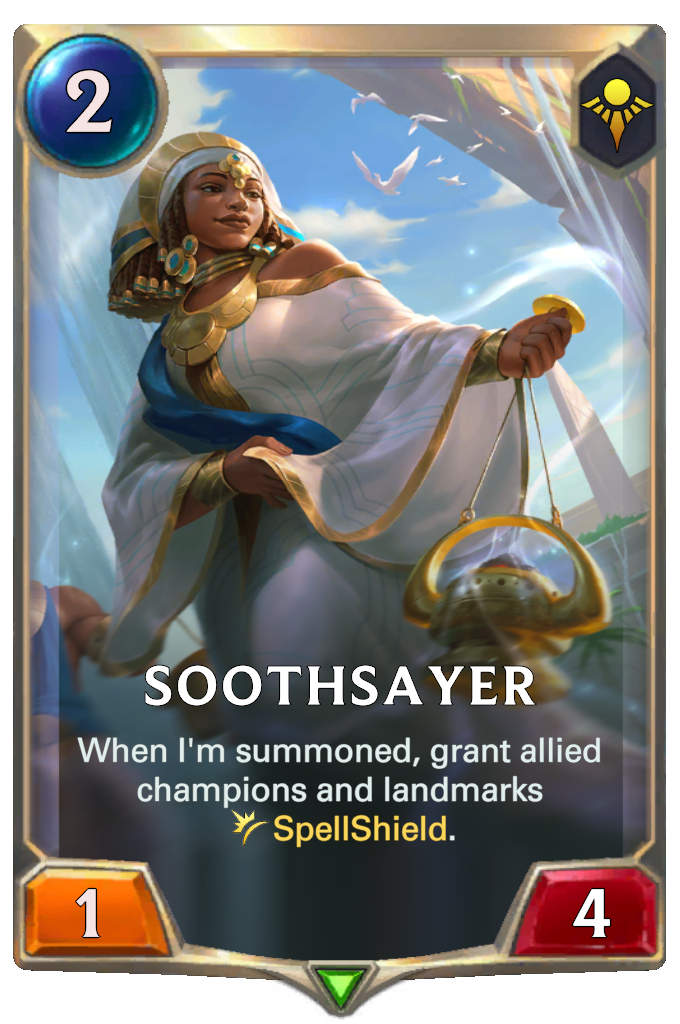 2
SOOTHSAYER
When I'm summoned, grant allied
champions and landmarks
SpellShield.
1
4